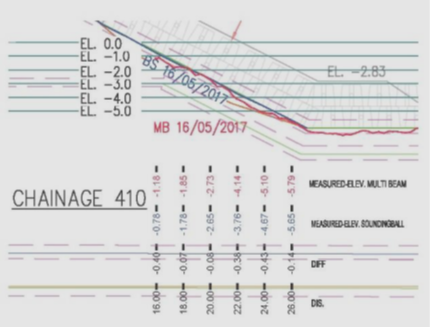 EL. 0.0
EL. -1.0
EL. -2.0
EL. -3.0
EL. -4.0
EL. -5.0
BS 16/05/2017
EL. -2.83
MB 16/05/2017
CHAINAGE 410
-1.18 -1.85 -2.73 -4.14 -5.10 -5.79 MEASURED-ELEV. MULTI BEAM
-0.78 -1.78 -2.65 -3.76 -4.67 -5.65 MEASURED-ELEV. SOUNDINGBALL
-0.40 -0.07 -0.08 -0.38 -0.43 -0.14 DIFF
16.00 18.00 20.00 22.00 24.00 26.00 DIS.